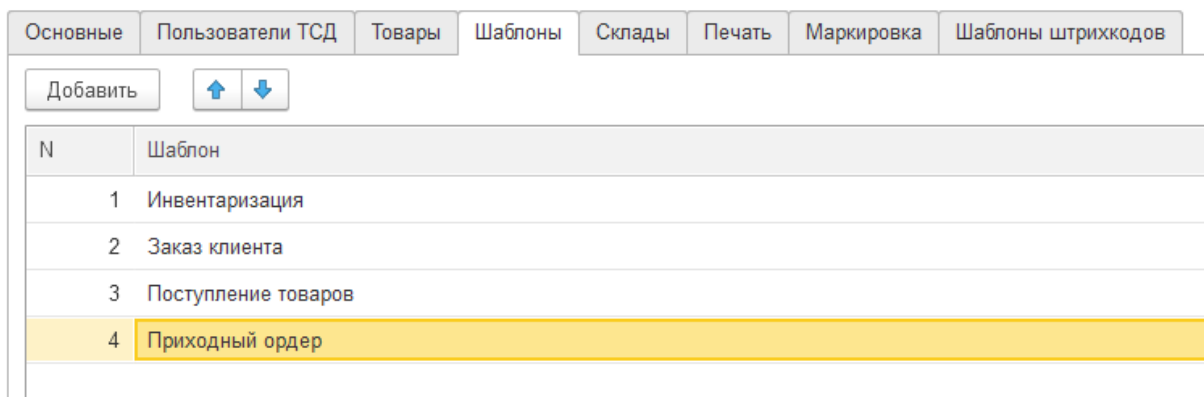 Основные Пользователи ТСД Товары Шаблоны Склады Печать Маркировка Шаблоны штрихкодов
Добавить
N Шаблон
1 Инвентаризация
2 Заказ клиента
3 Поступление товаров
4 Приходный ордер